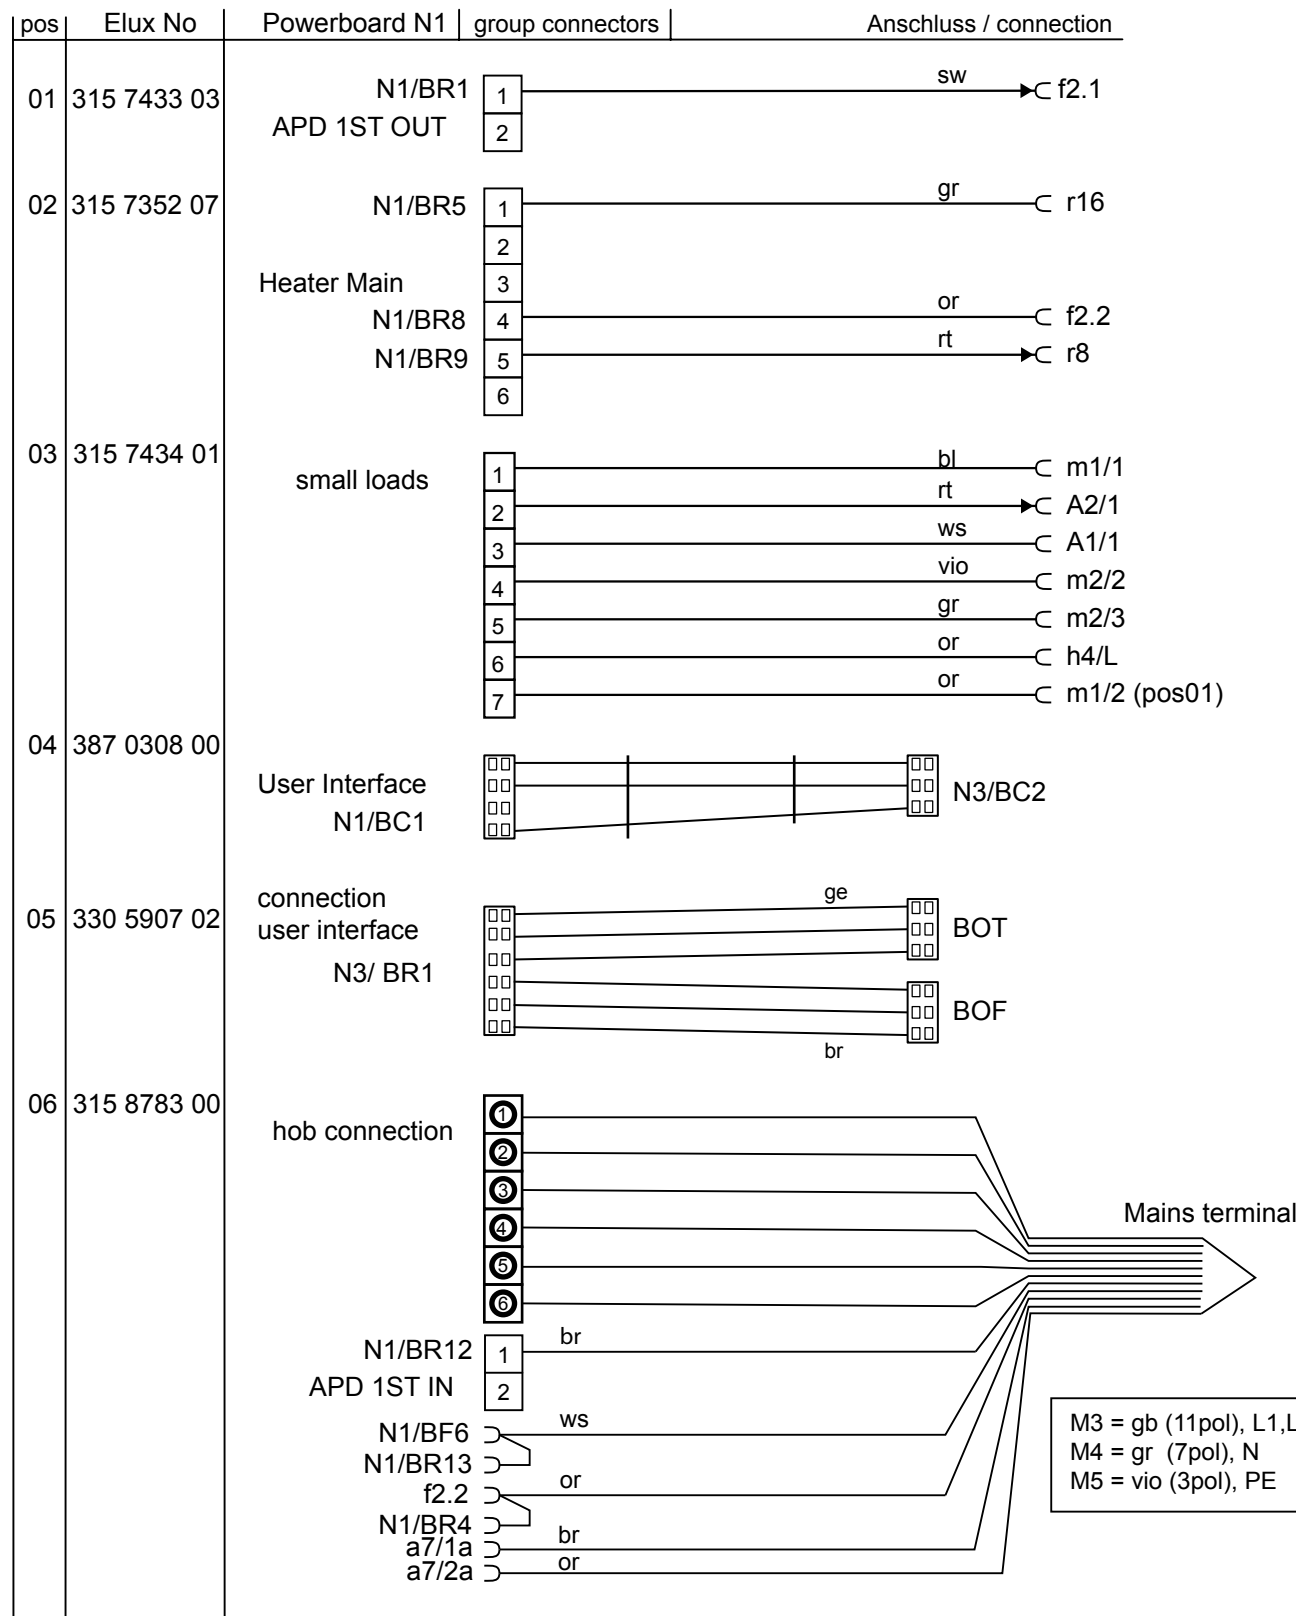 pos Elux No Powerboard N1 group connectors Anschluss / connection
01 315 7433 03 N1/BR1 1 sw f2.1
APD 1ST OUT 2
02 315 7352 07 N1/BR5 1 gr r16
2
Heater Main 3
N1/BR8 4 or f2.2
N1/BR9 5 rt r8
6
03 315 7434 01 small loads 1 bl m1/1
2 rt A2/1
3 ws A1/1
4 vio m2/2
5 gr m2/3
6 or h4/L
7 or m1/2 (pos01)
04 387 0308 00
User Interface
N1/BC1 N3/BC2
05 330 5907 02
connection
user interface
N3/ BR1
ge
BOT
BOF
br
06 315 8783 00
hob connection
1
2
3
4
5
6
Mains terminal
N1/BR12 1 br
APD 1ST IN 2
N1/BF6 ws
N1/BR13
f2.2 or
N1/BR4
a7/1a br
a7/2a or
M3 = gb (11pol), L1,L
M4 = gr (7pol), N
M5 = vio (3pol), PE